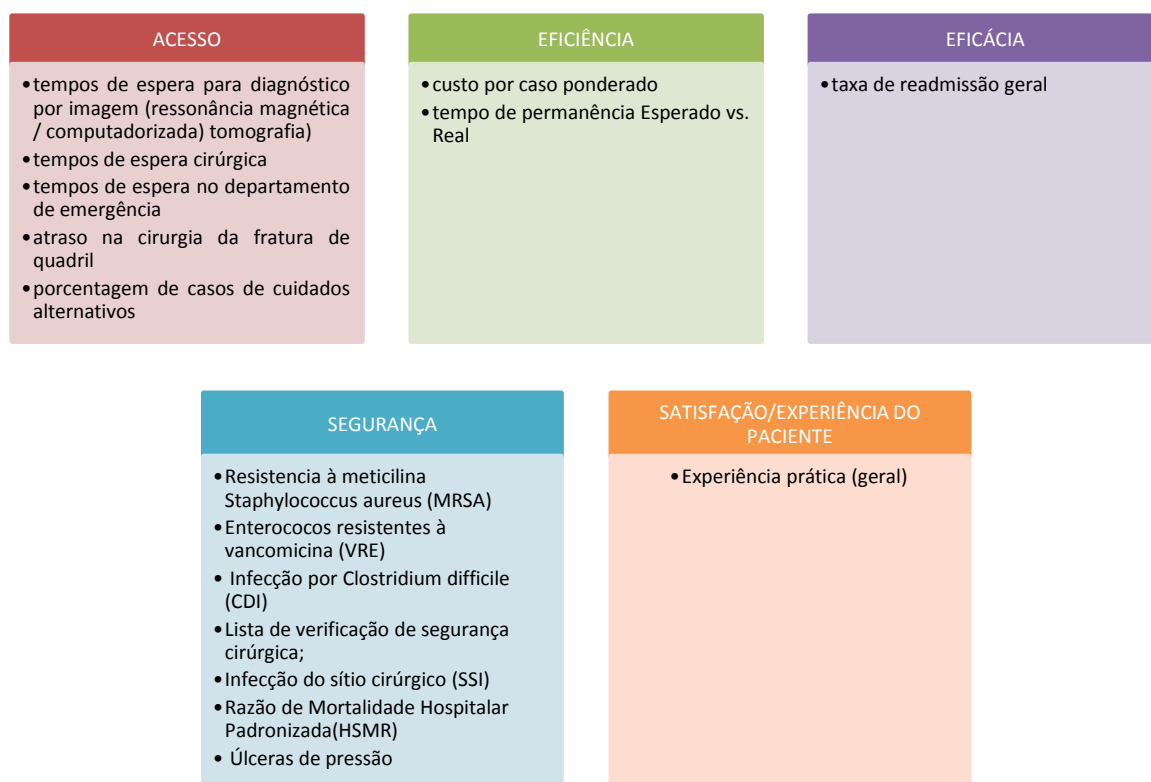 ACESSO
•tempos de espera para diagnóstico
por imagem (ressonância magnética
/ computadorizada) tomografia)
•tempos de espera cirúrgica
•tempos de espera no departamento
de emergência
•atraso na cirurgia da fratura de
quadril
•porcentagem de casos de cuidados
alternativos
EFICIÊNCIA
•custo por caso ponderado
•tempo de permanência Esperado vs.
Real
EFICÁCIA
•taxa de readmissão geral
SEGURANÇA
•Resistencia à meticilina
Staphylococcus aureus (MRSA)
•Enterococos resistentes à
vancomicina (VRE)
• Infecção por Clostridium difficile
(CDI)
•Lista de verificação de segurança
cirúrgica;
•Infecção do sítio cirúrgico (SSI)
•Razão de Mortalidade Hospitalar
Padronizada(HSMR)
• Úlceras de pressão
SATISFAÇÃO/EXPERIÊNCIA DO
PACIENTE
•Experiência prática (geral)